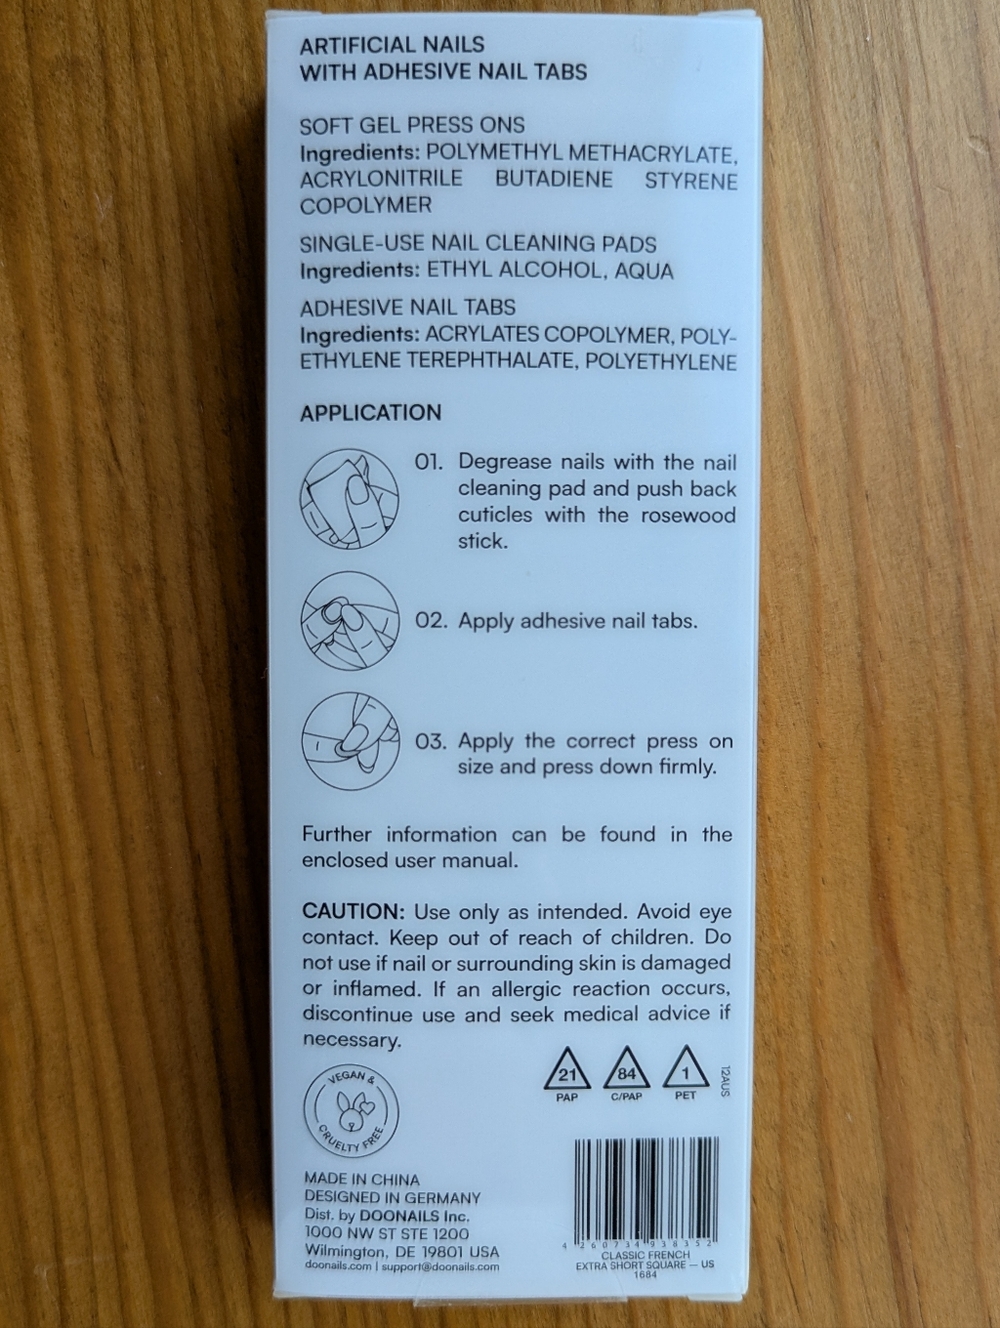 ARTIFICIAL NAILS
WITH ADHESIVE NAIL TABS
SOFT GEL PRESS ONS
Ingredients: POLYMETHYL METHACRYLATE,
ACRYLONITRILE BUTADIENE STYRENE
COPOLYMER
SINGLE-USE NAIL CLEANING PADS
Ingredients: ETHYL ALCOHOL, AQUA
ADHESIVE NAIL TABS
Ingredients: ACRYLATES COPOLYMER, POLY-
ETHYLENE TEREPHTHALATE, POLYETHYLENE
APPLICATION
01. Degrease nails with the nail
cleaning pad and push back
cuticles with the rosewood
stick.
02. Apply adhesive nail tabs.
03. Apply the correct press on
size and press down firmly.
Further information can be found in the
enclosed user manual.
CAUTION: Use only as intended. Avoid eye
contact. Keep out of reach of children. Do
not use if nail or surrounding skin is damaged
or inflamed. If an allergic reaction occurs,
discontinue use and seek medical advice if
necessary.
21 84 1
PAP C/PAP PET
12AUS
VEGAN &
CRUELTY FREE
MADE IN CHINA
DESIGNED IN GERMANY
Dist. by DOONAILS Inc.
1000 NW ST STE 1200
Wilmington, DE 19801 USA
doonails.com | support@doonails.com
4 260734 938352
CLASSIC FRENCH
EXTRA SHORT SQUARE — US
1684